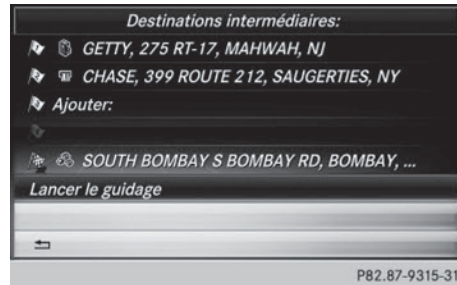 Destinations intermédiaires:
GETTY, 275 RT-17, MAHWAH, NJ
CHASE, 399 ROUTE 212, SAUGERTIES, NY
Ajouter:
SOUTH BOMBAY S BOMBAY RD, BOMBAY, ...
Lancer le guidage
P82.87-9315-31